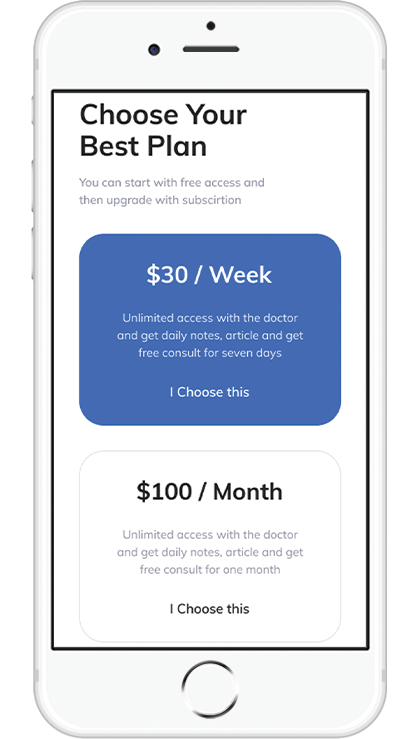 Choose Your
Best Plan
You can start with free access and
then upgrade with subscirtion
$30 / Week
Unlimited access with the doctor
and get daily notes, article and get
free consult for seven days
I Choose this
$100 / Month
Unlimited access with the doctor
and get daily notes, article and get
free consult for one month
I Choose this